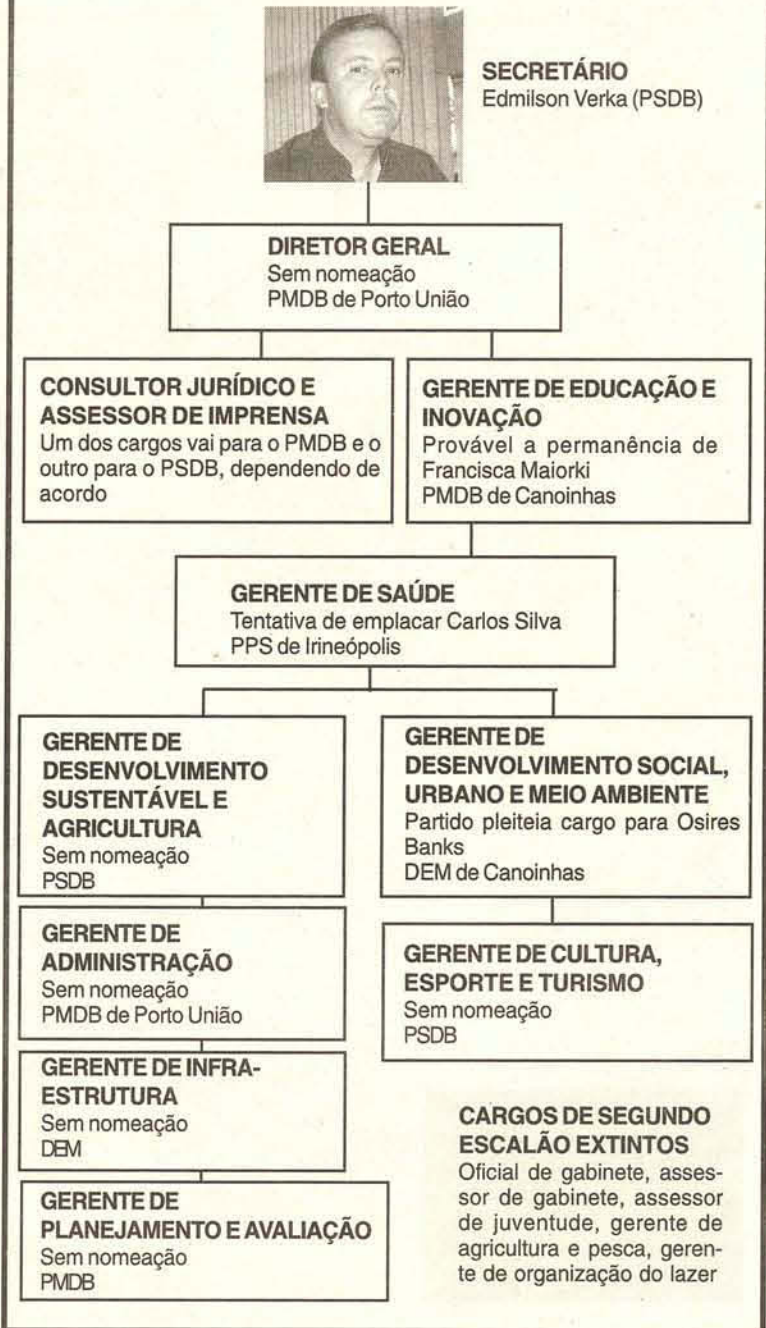 SECRETÁRIO
Edmilson Verka (PSDB)
DIRETOR GERAL
Sem nomeação
PMDB de Porto União
CONSULTOR JURÍDICO E
ASSESSOR DE IMPRENSA
Um dos cargos vai para o PMDB e o
outro para o PSDB, dependendo de
acordo
GERENTE DE EDUCAÇÃO E
INOVAÇÃO
Provável a permanência de
Francisca Maiorki
PMDB de Canoinhas
GERENTE DE SAÚDE
Tentativa de emplacar Carlos Silva
PPS de Irineópolis
GERENTE DE
DESENVOLVIMENTO
SUSTENTÁVEL E
AGRICULTURA
Sem nomeação
PSDB
GERENTE DE
DESENVOLVIMENTO SOCIAL,
URBANO E MEIO AMBIENTE
Partido pleiteia cargo para Osires
Banks
DEM de Canoinhas
GERENTE DE
ADMINISTRAÇÃO
Sem nomeação
PMDB de Porto União
GERENTE DE CULTURA,
ESPORTE E TURISMO
Sem nomeação
PSDB
GERENTE DE INFRA-
ESTRUTURA
Sem nomeação
DEM
GERENTE DE
PLANEJAMENTO E AVALIAÇÃO
Sem nomeação
PMDB
CARGOS DE SEGUNDO
ESCALÃO EXTINTOS
Oficial de gabinete, asses-
sor de gabinete, assessor
de juventude, gerente de
agricultura e pesca, geren-
te de organização do lazer